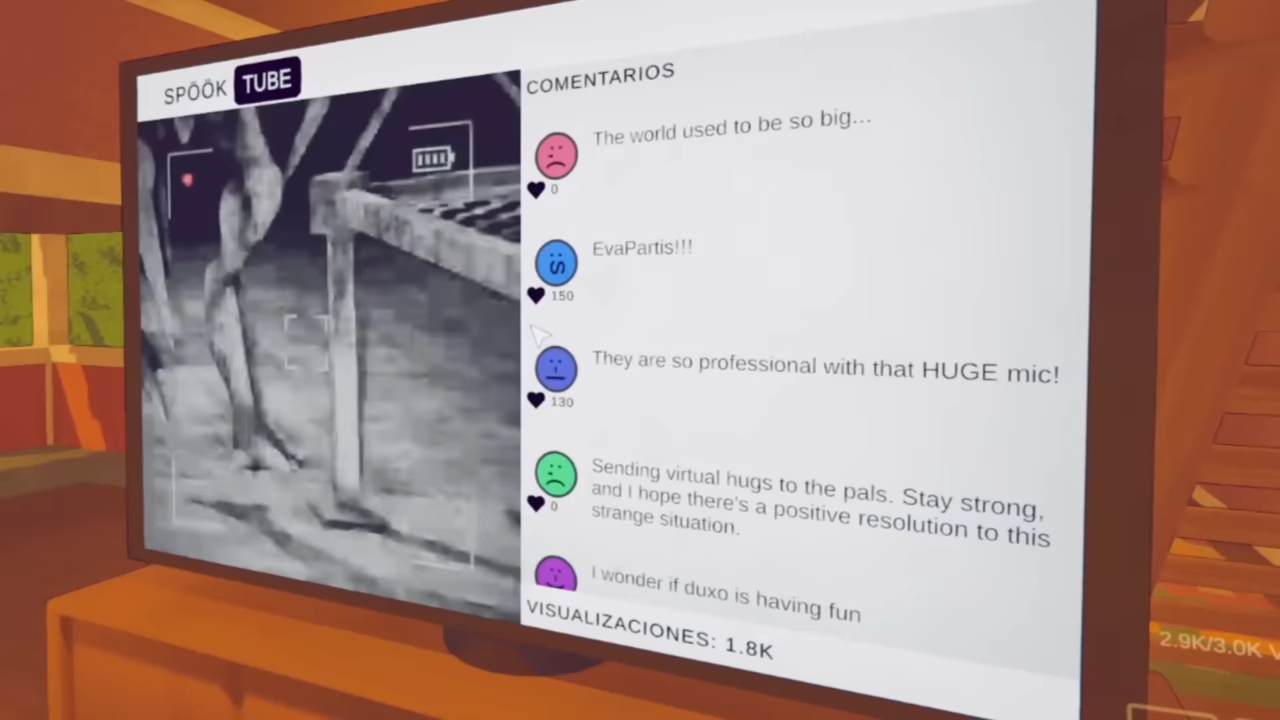 SPÖÖK TUBE
COMENTARIOS
The world used to be so big...
0
EvaPartis!!!
150
They are so professional with that HUGE mic!
130
Sending virtual hugs to the pals. Stay strong,
and I hope there's a positive resolution to this
strange situation.
0
I wonder if duxo is having fun
VISUALIZACIONES: 1.8K
2.9K/3.0K V